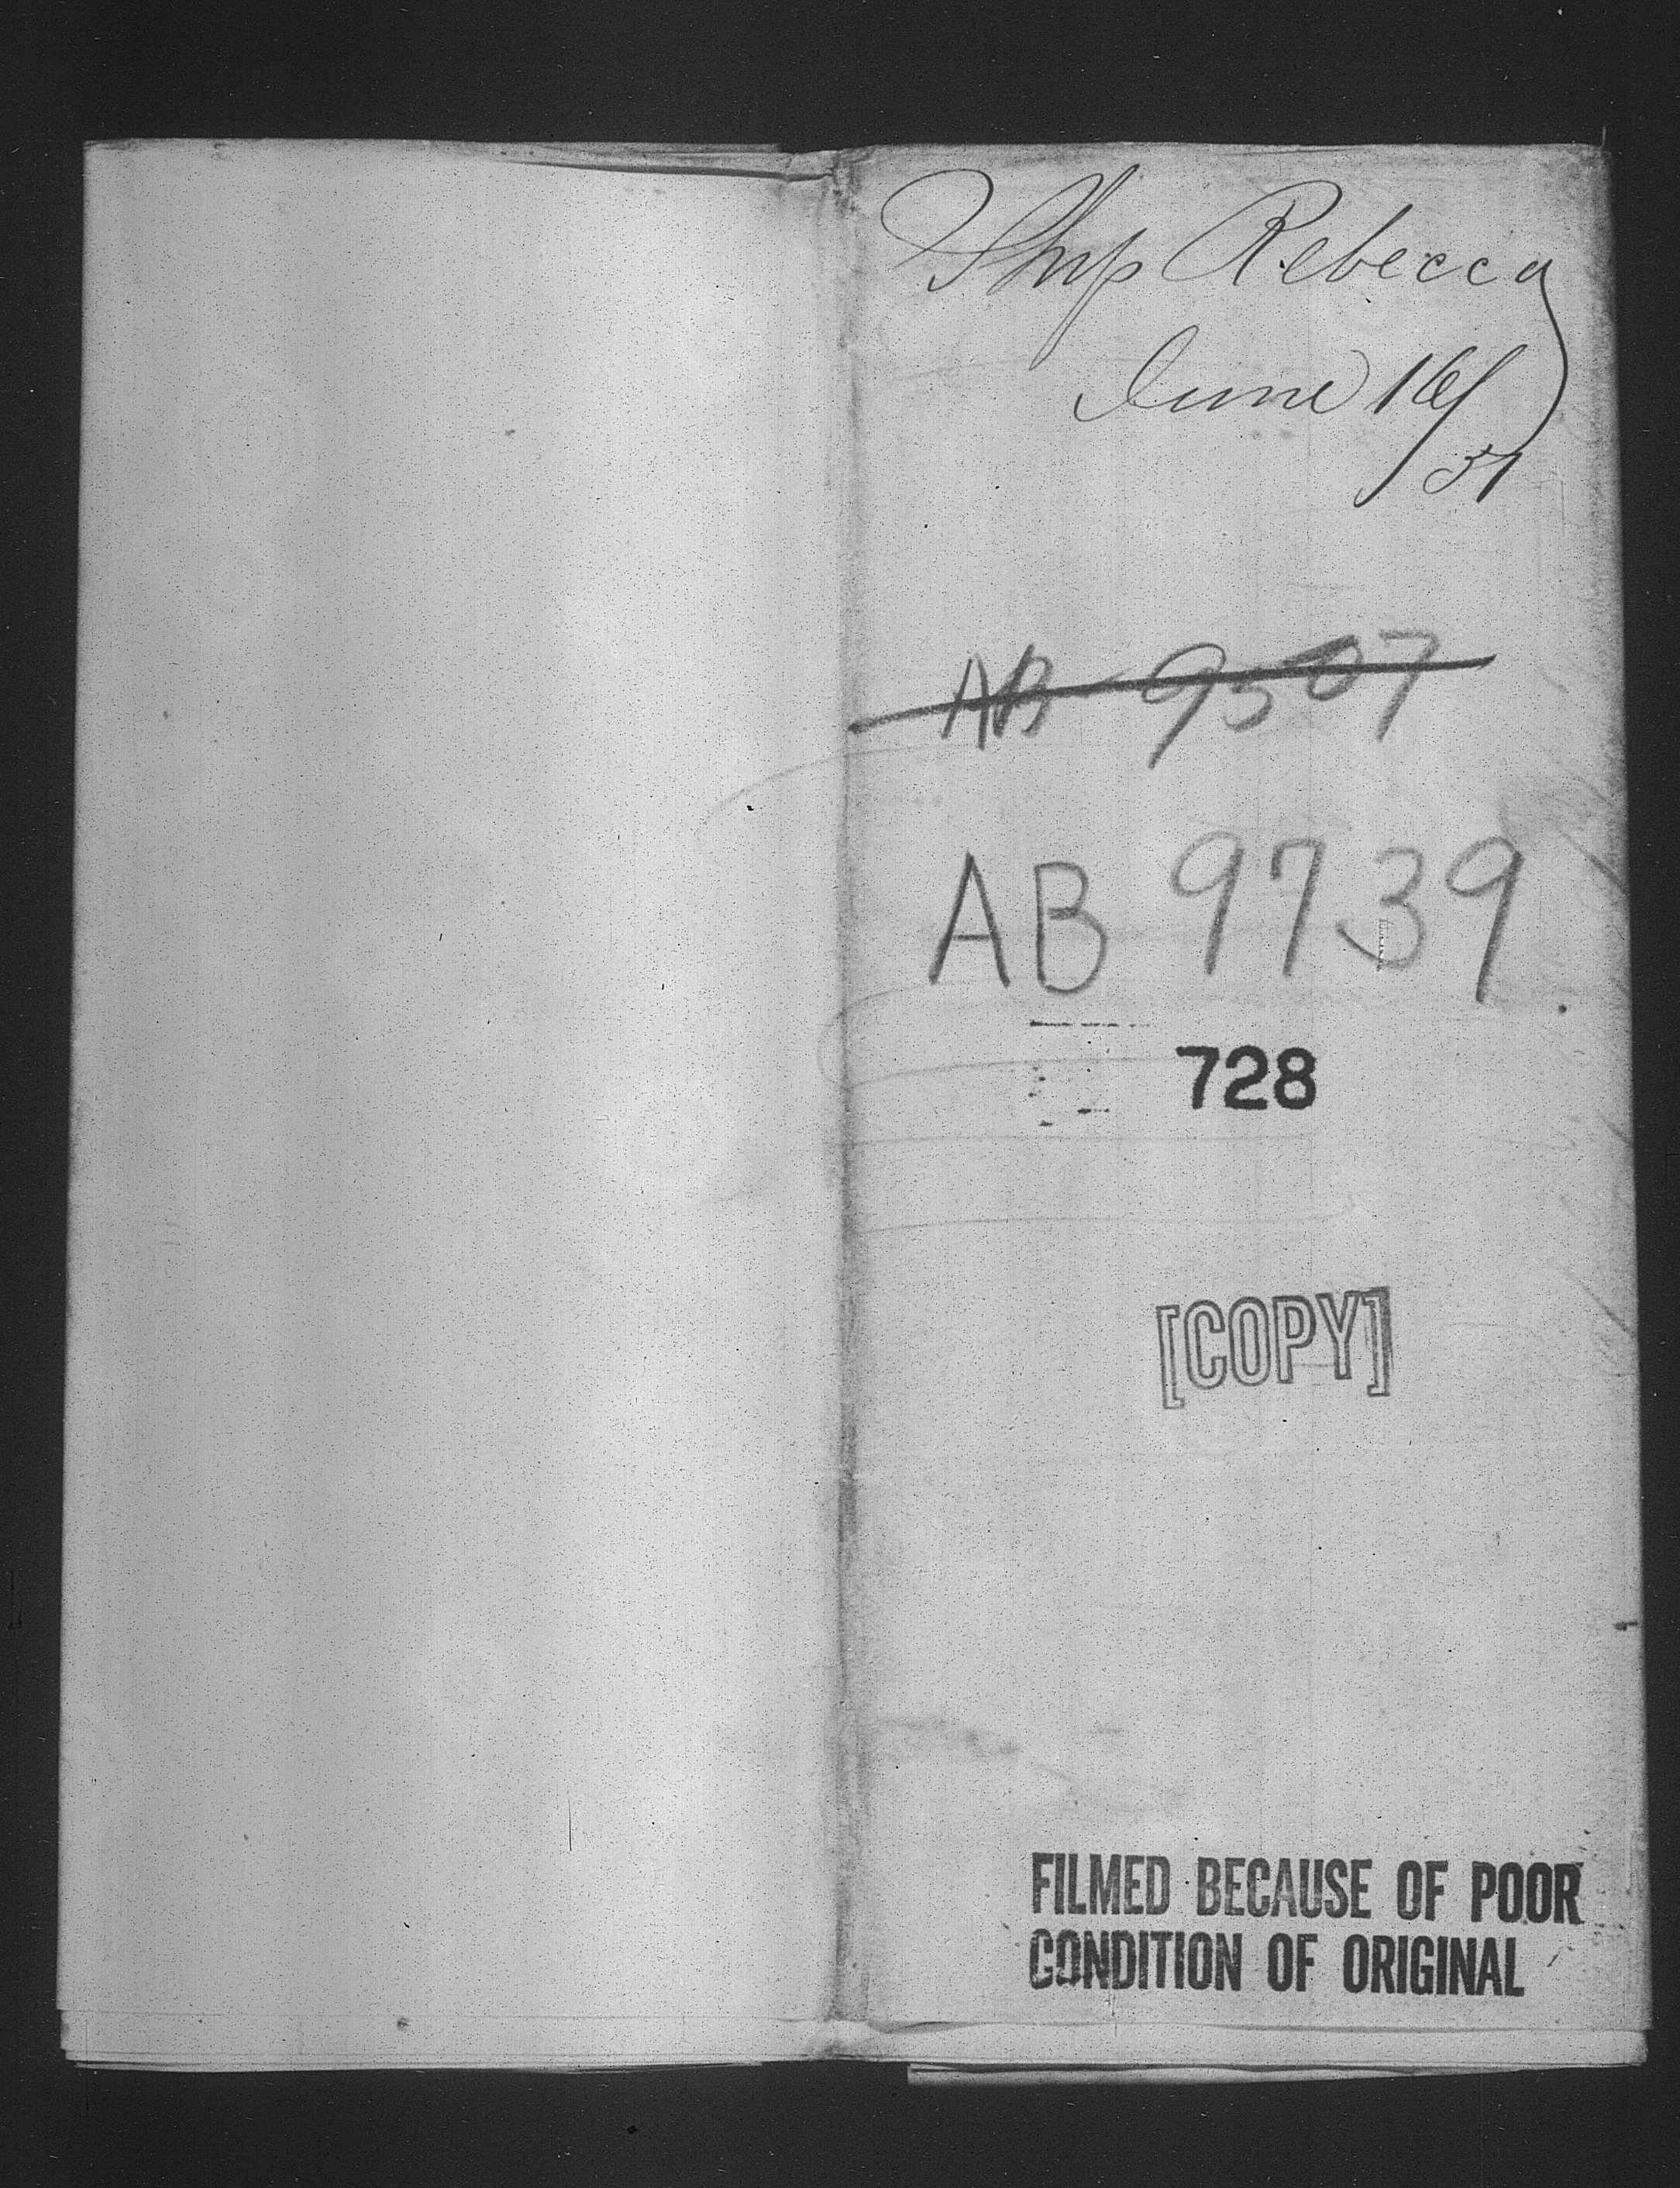 Ship Rebecca
June 16/
51
AB 9507
AB 9739
728
[COPY]
FILMED BECAUSE OF POOR
CONDITION OF ORIGINAL